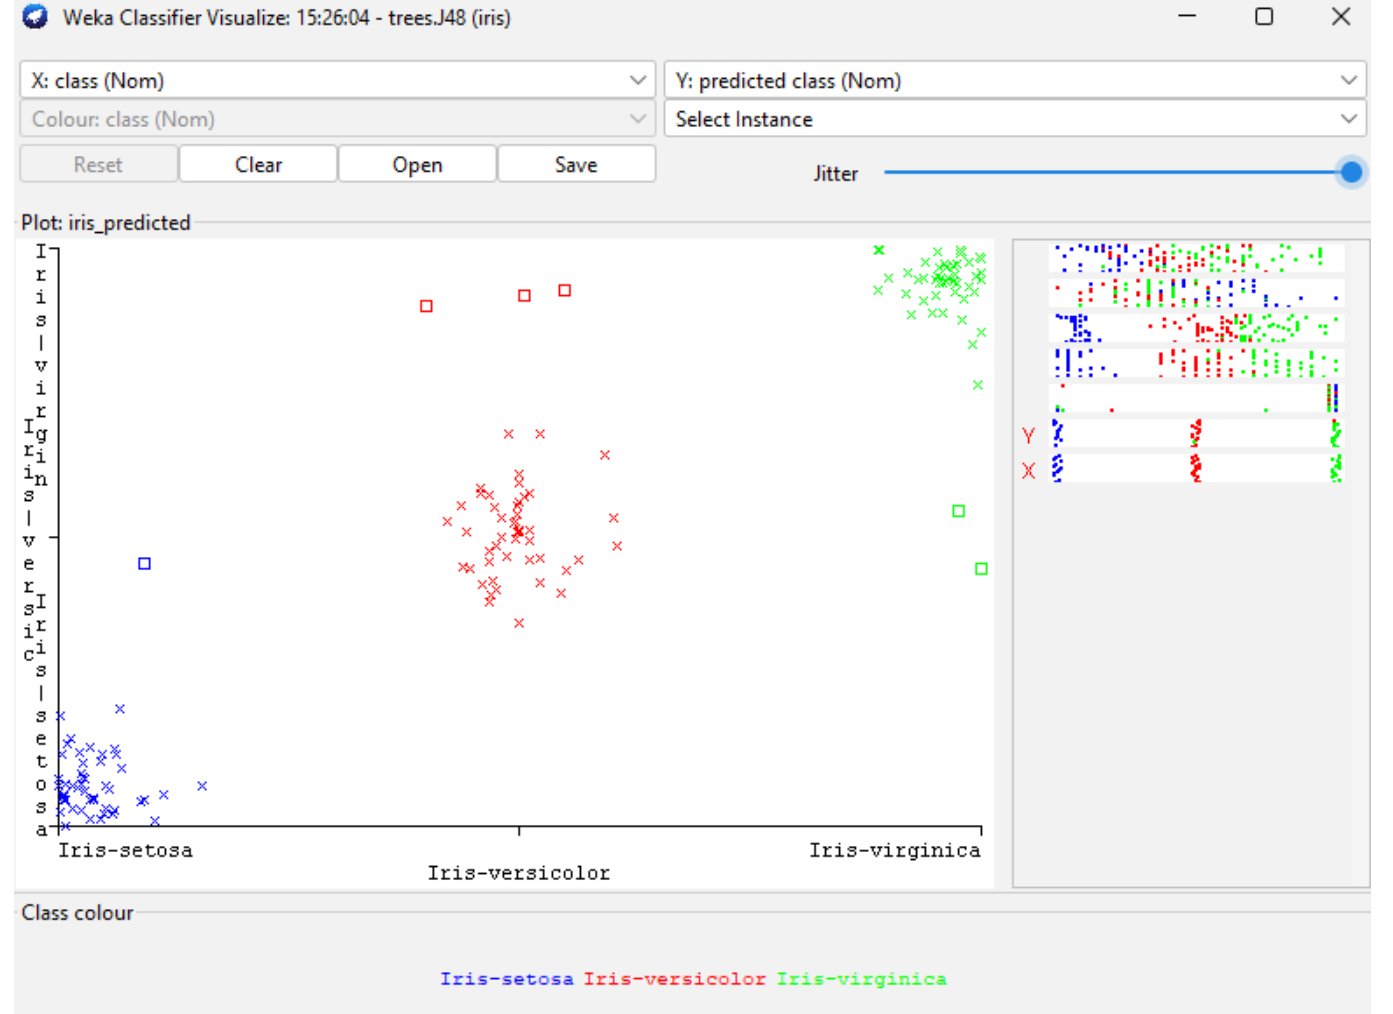 Weka Classifier Visualize: 15:26:04 - trees.J48 (iris)
X: class (Nom)
Y: predicted class (Nom)
Colour: class (Nom)
Select Instance
Reset
Clear
Open
Save
Jitter
Plot: iris_predicted
Iris-virgin
Iris-versic
Iris-setosa
Y
X
Iris-setosa
Iris-versicolor
Iris-virginica
Class colour
Iris-setosa Iris-versicolor Iris-virginica